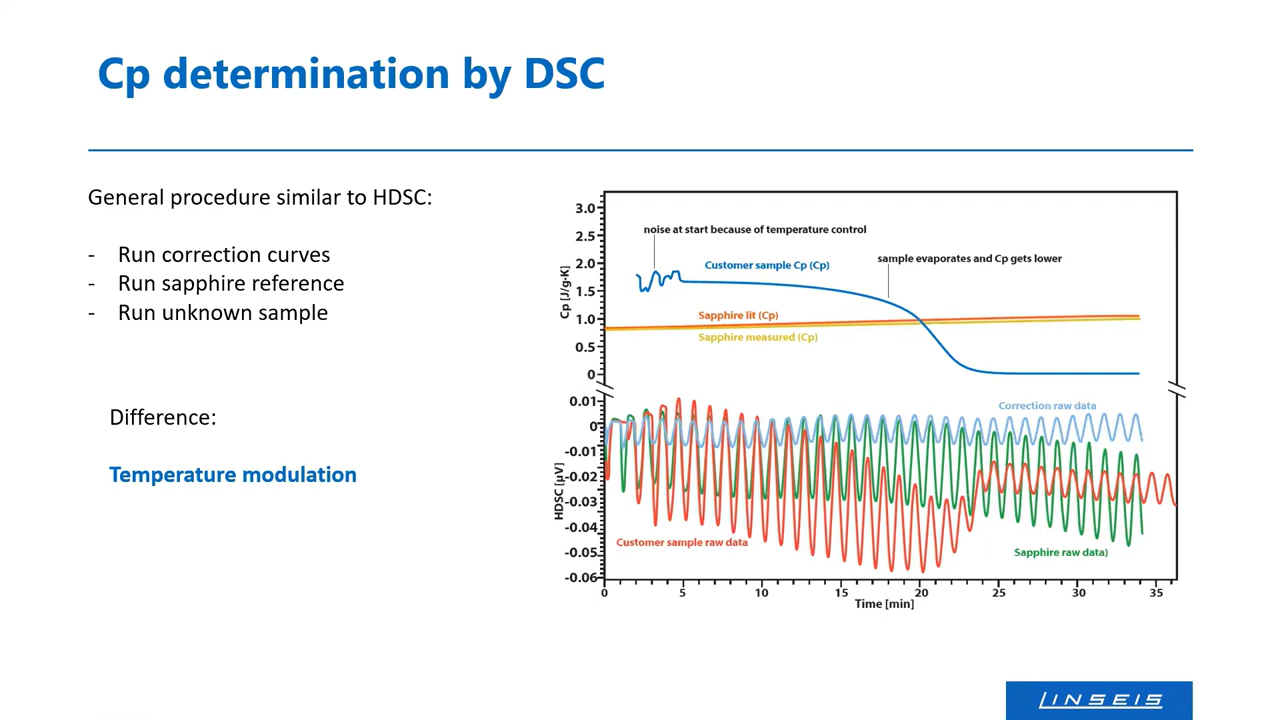 Cp determination by DSC
General procedure similar to HDSC:
- Run correction curves
- Run sapphire reference
- Run unknown sample
Difference:
Temperature modulation
3.0
2.5
2.0
1.5
1.0
0.5
0
Cp [J/g·K]
noise at start because of temperature control
Customer sample Cp (Cp)
sample evaporates and Cp gets lower
Sapphire lit (Cp)
Sapphire measured (Cp)
0.01
0
-0.01
-0.02
-0.03
-0.04
-0.05
-0.06
HDSC [µV]
Correction raw data
Customer sample raw data
Sapphire raw data)
0 5 10 15 20 25 30 35
Time [min]
LINSEIS